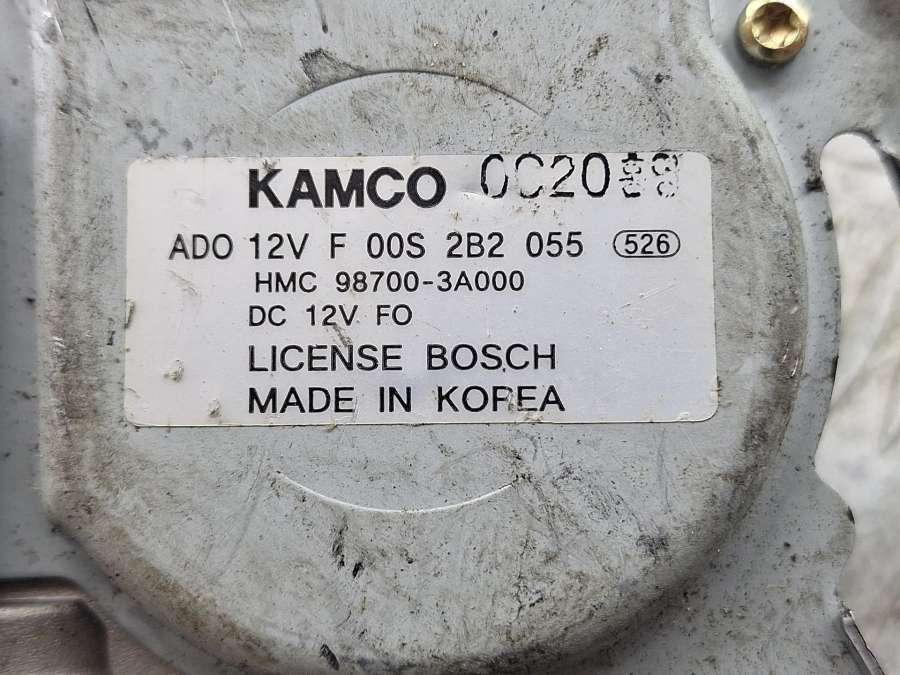 KAMCO 0C20
ADO 12V F 00S 2B2 055 526
HMC 98700-3A000
DC 12V FO
LICENSE BOSCH
MADE IN KOREA